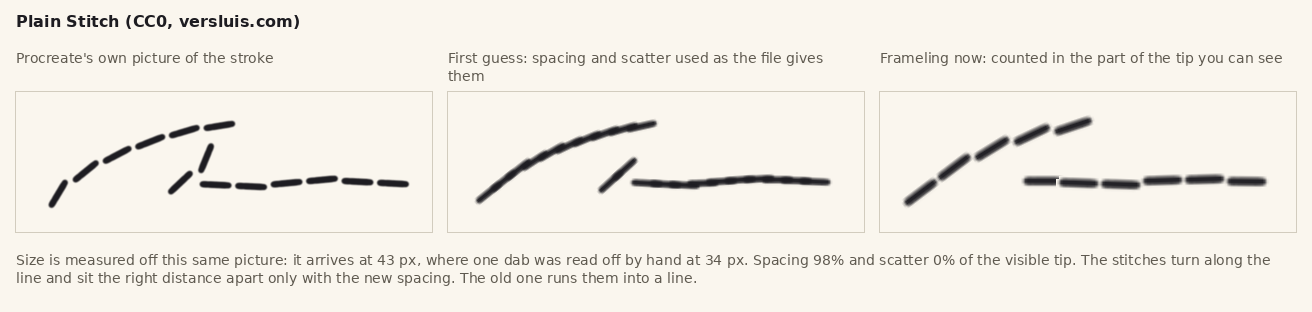 Plain Stitch (CC0, versluis.com)
Procreate's own picture of the stroke
First guess: spacing and scatter used as the file gives
them
Frameling now: counted in the part of the tip you can see
Size is measured off this same picture: it arrives at 43 px, where one dab was read off by hand at 34 px. Spacing 98% and scatter 0% of the visible tip. The stitches turn along the
line and sit the right distance apart only with the new spacing. The old one runs them into a line.